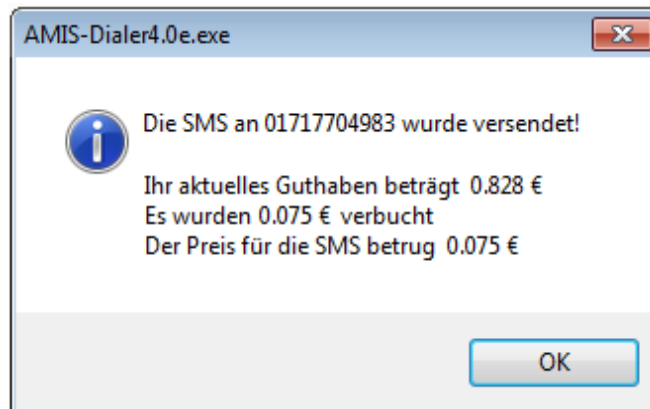 AMIS-Dialer4.0e.exe
Die SMS an 01717704983 wurde versendet!
Ihr aktuelles Guthaben beträgt 0.828 €
Es wurden 0.075 € verbucht
Der Preis für die SMS betrug 0.075 €
OK